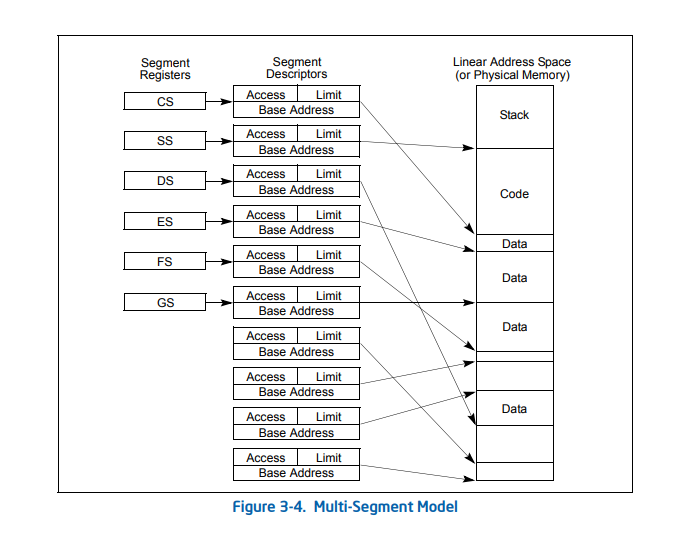 Segment Registers
Segment Descriptors
Linear Address Space (or Physical Memory)
CS
Access Limit
Base Address
Stack
SS
Access Limit
Base Address
DS
Access Limit
Base Address
Code
ES
Access Limit
Base Address
Data
FS
Access Limit
Base Address
Data
GS
Access Limit
Base Address
Data
Access Limit
Base Address
Access Limit
Base Address
Access Limit
Base Address
Data
Access Limit
Base Address
Figure 3-4. Multi-Segment Model